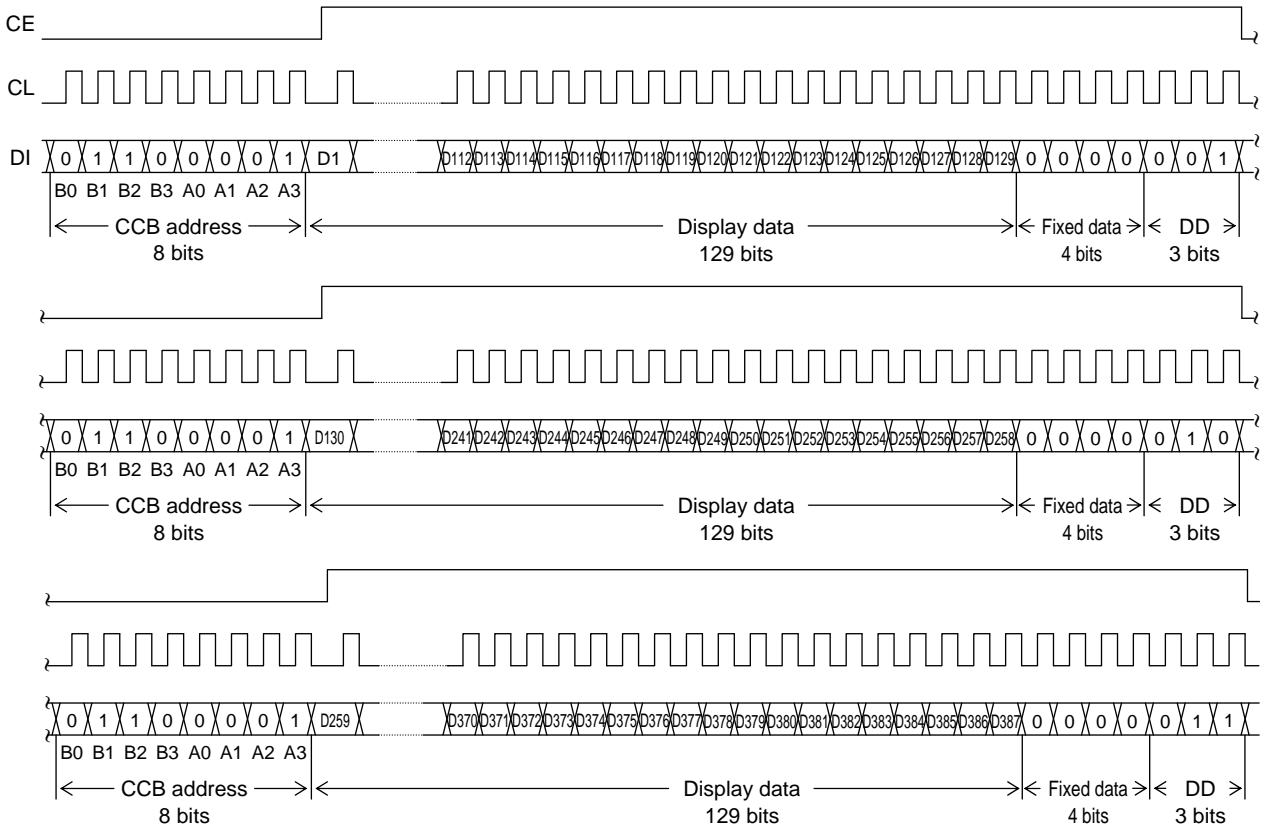 CE
CL
DI 0 1 1 0 0 0 0 1 D1 D112 D113 D114 D115 D116 D117 D118 D119 D120 D121 D122 D123 D124 D125 D126 D127 D128 D129 0 0 0 0 0 0 1
B0 B1 B2 B3 A0 A1 A2 A3
CCB address Display data Fixed data DD
8 bits 129 bits 4 bits 3 bits
0 1 1 0 0 0 0 1 D130 D241 D242 D243 D244 D245 D246 D247 D248 D249 D250 D251 D252 D253 D254 D255 D256 D257 D258 0 0 0 0 0 1 0
B0 B1 B2 B3 A0 A1 A2 A3
CCB address Display data Fixed data DD
8 bits 129 bits 4 bits 3 bits
0 1 1 0 0 0 0 1 D259 D370 D371 D372 D373 D374 D375 D376 D377 D378 D379 D380 D381 D382 D383 D384 D385 D386 D387 0 0 0 0 0 1 1
B0 B1 B2 B3 A0 A1 A2 A3
CCB address Display data Fixed data DD
8 bits 129 bits 4 bits 3 bits